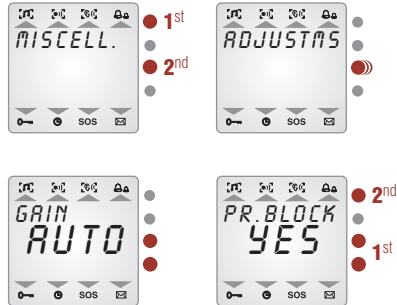 MISCELL.
1st
2nd
SOS
ADJUSTMS
SOS
GAIN
AUTO
SOS
PR.BLOCK
YES
2nd
1st
SOS